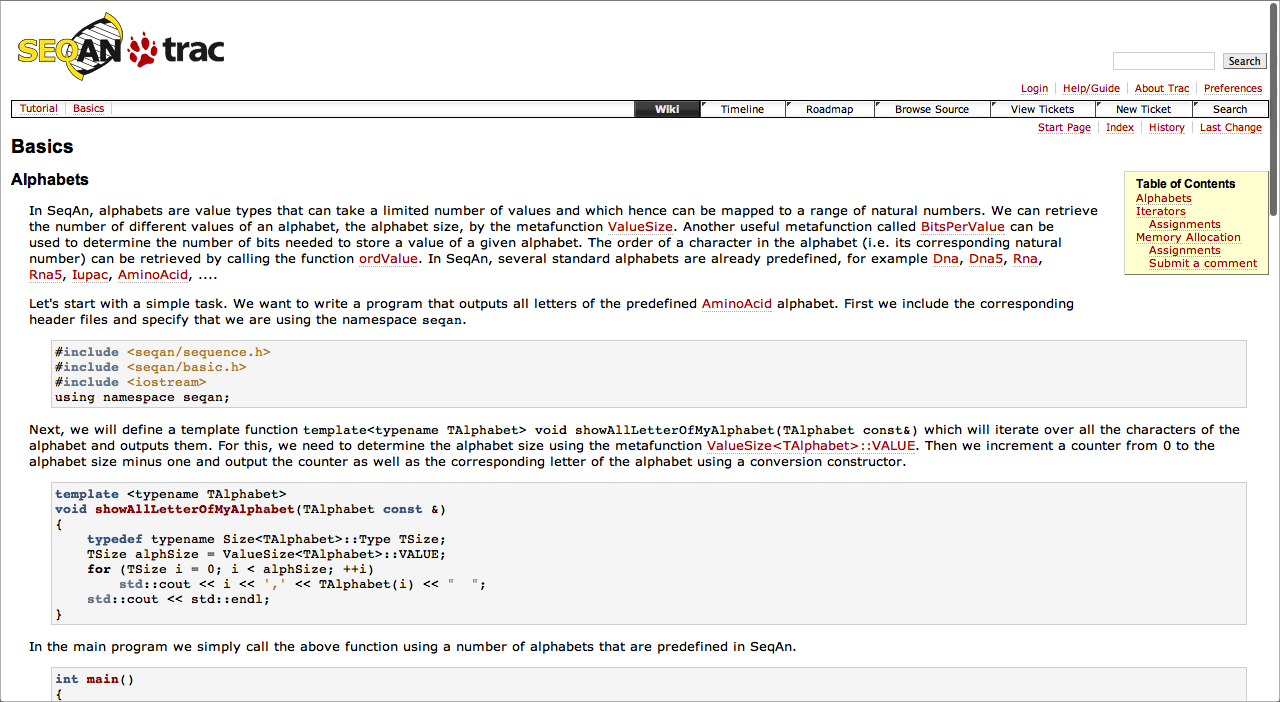 SEQAN trac
Search
Login Help/Guide About Trac Preferences
Tutorial Basics Wiki Timeline Roadmap Browse Source View Tickets New Ticket Search
Start Page Index History Last Change
Basics
Alphabets
In SeqAn, alphabets are value types that can take a limited number of values and which hence can be mapped to a range of natural numbers. We can retrieve
the number of different values of an alphabet, the alphabet size, by the metafunction ValueSize. Another useful metafunction called BitsPerValue can be
used to determine the number of bits needed to store a value of a given alphabet. The order of a character in the alphabet (i.e. its corresponding natural
number) can be retrieved by calling the function ordValue. In SeqAn, several standard alphabets are already predefined, for example Dna, Dna5, Rna,
Rna5, Iupac, AminoAcid, ....
Table of Contents
Alphabets
Iterators
Assignments
Memory Allocation
Assignments
Submit a comment
Let's start with a simple task. We want to write a program that outputs all letters of the predefined AminoAcid alphabet. First we include the corresponding
header files and specify that we are using the namespace seqan.
#include <seqan/sequence.h>
#include <seqan/basic.h>
#include <iostream>
using namespace seqan;
Next, we will define a template function template<typename TAlphabet> void showAllLetterOfMyAlphabet(TAlphabet const&) which will iterate over all the characters of the
alphabet and outputs them. For this, we need to determine the alphabet size using the metafunction ValueSize<TAlphabet>::VALUE. Then we increment a counter from 0 to the
alphabet size minus one and output the counter as well as the corresponding letter of the alphabet using a conversion constructor.
template <typename TAlphabet>
void showAllLetterOfMyAlphabet(TAlphabet const &)
{
    typedef typename Size<TAlphabet>::Type TSize;
    TSize alphSize = ValueSize<TAlphabet>::VALUE;
    for (TSize i = 0; i < alphSize; ++i)
        std::cout << i << ',' << TAlphabet(i) << "  ";
    std::cout << std::endl;
}
In the main program we simply call the above function using a number of alphabets that are predefined in SeqAn.
int main()
{